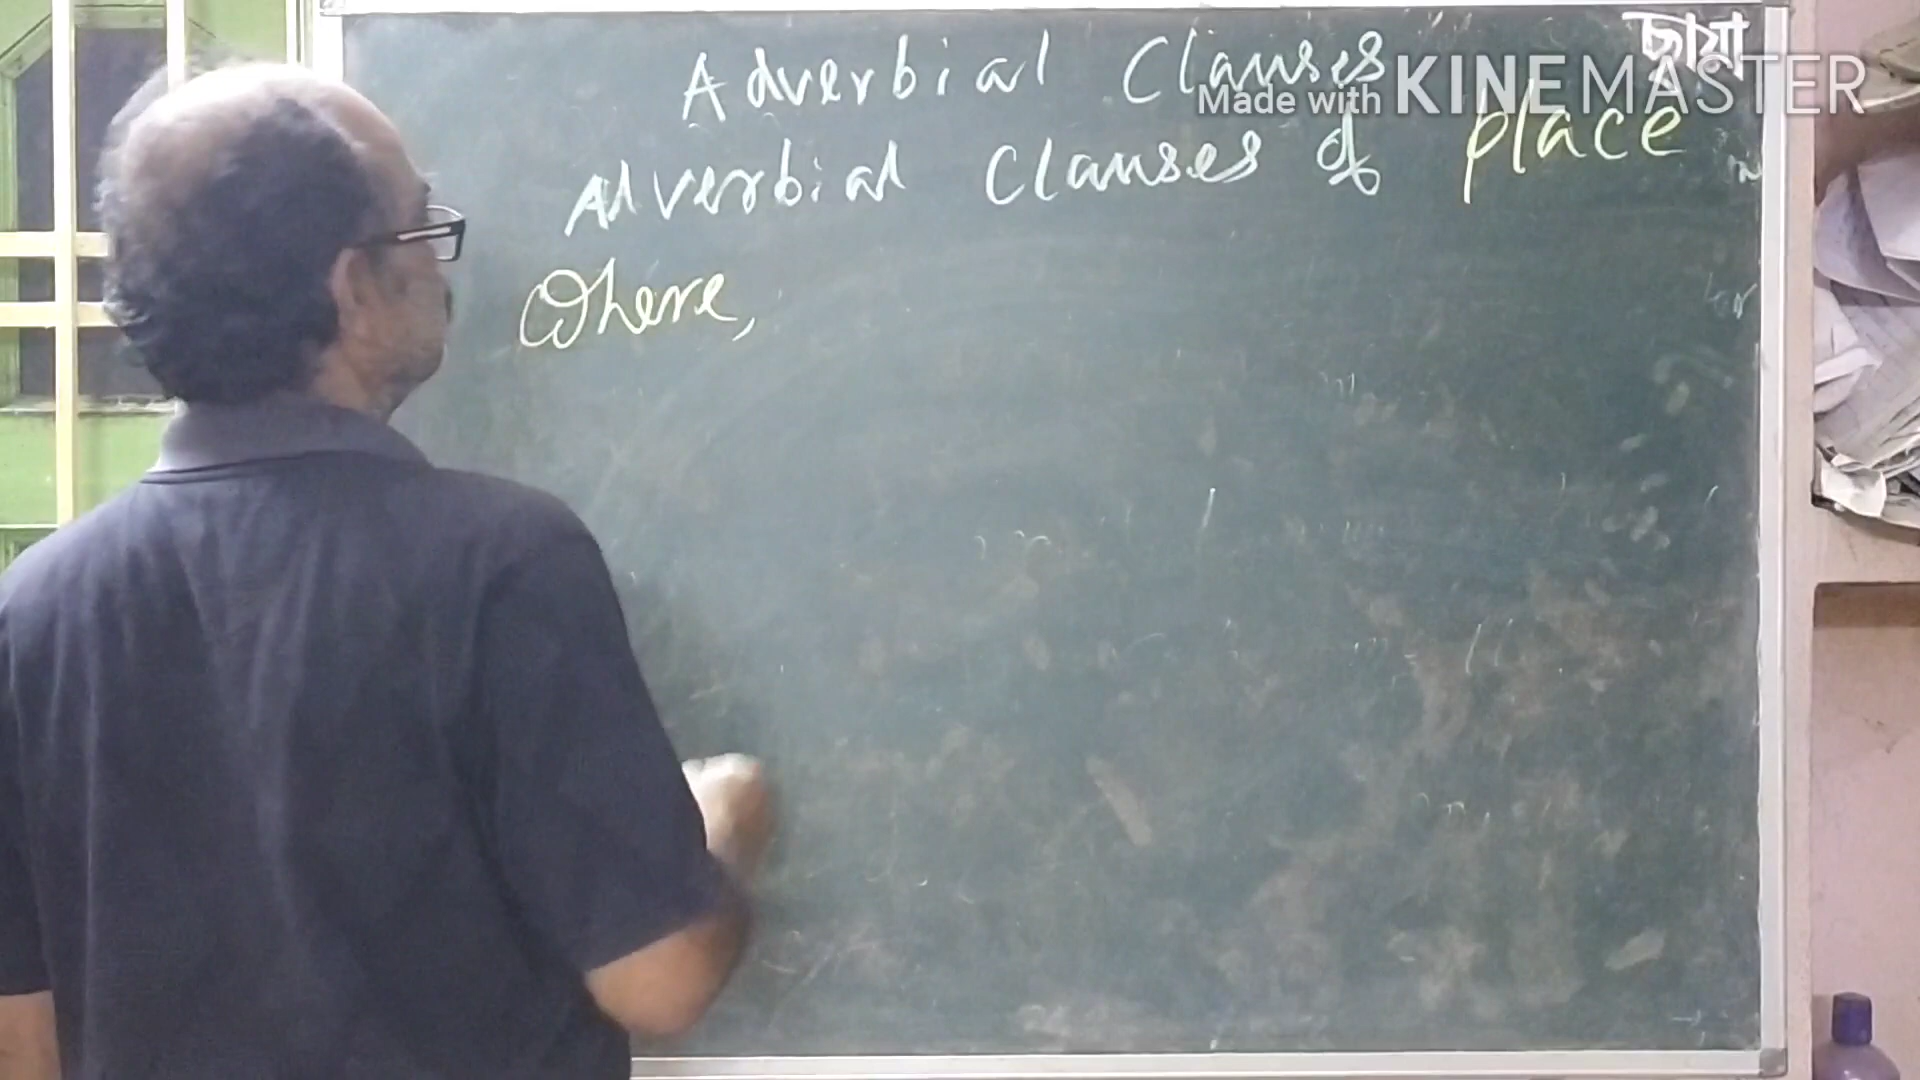 ছায়া
Adverbial Clauses
Made with KINEMASTER
Adverbial Clauses of place
Where,